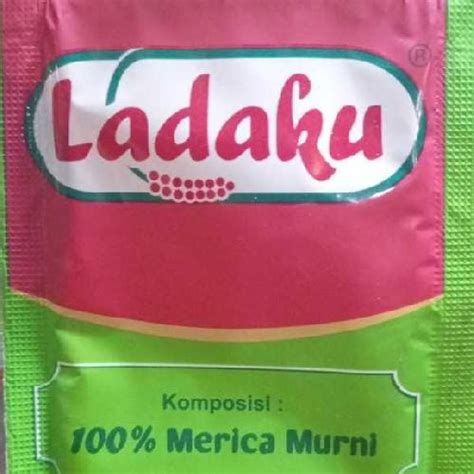 Ladaku ®
Komposisi :
100% Merica Murni